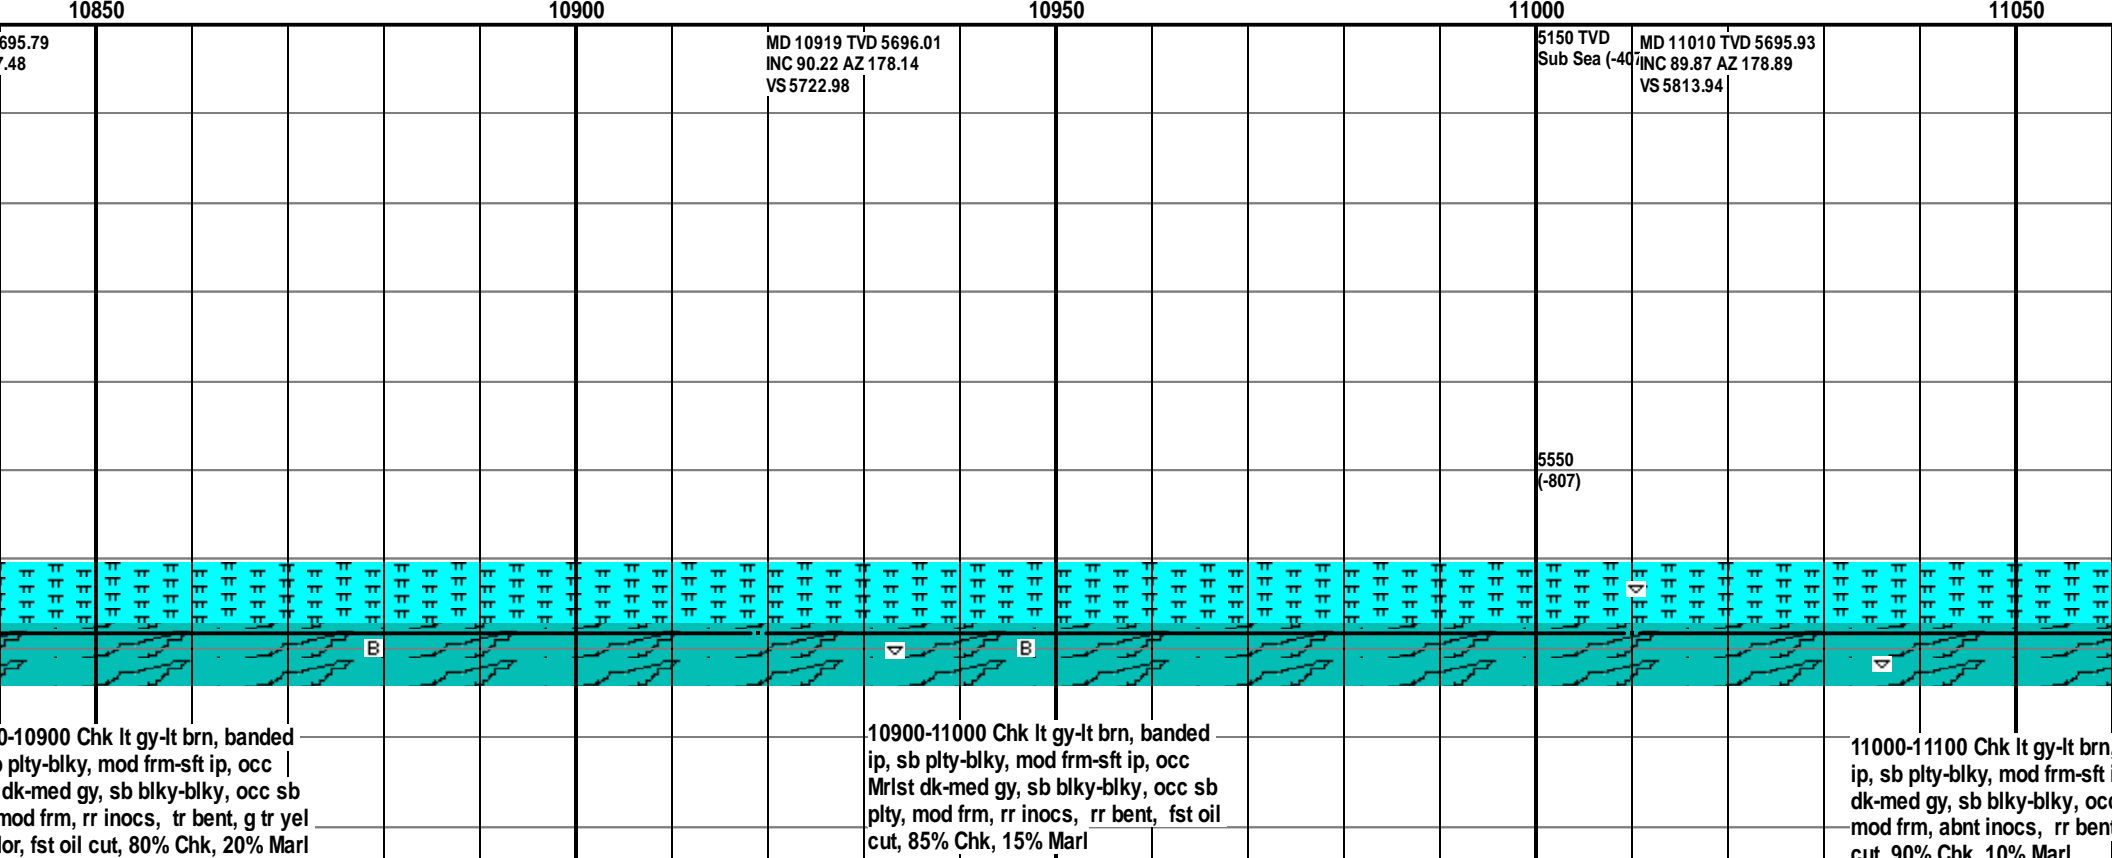 10850 10900 10950 11000 11050
695.79
7.48
MD 10919 TVD 5696.01
INC 90.22 AZ 178.14
VS 5722.98
5150 TVD
Sub Sea (-407
MD 11010 TVD 5695.93
INC 89.87 AZ 178.89
VS 5813.94
5550
(-807)
B
B
0-10900 Chk lt gy-lt brn, banded
plty-blky, mod frm-sft ip, occ
dk-med gy, sb blky-blky, occ sb
mod frm, rr inocs, tr bent, g tr yel
lor, fst oil cut, 80% Chk, 20% Marl
10900-11000 Chk lt gy-lt brn, banded
ip, sb plty-blky, mod frm-sft ip, occ
Mrlst dk-med gy, sb blky-blky, occ sb
plty, mod frm, rr inocs, rr bent, fst oil
cut, 85% Chk, 15% Marl
11000-11100 Chk lt gy-lt brn,
ip, sb plty-blky, mod frm-sft i
dk-med gy, sb blky-blky, occ
mod frm, abnt inocs, rr bent
cut, 90% Chk, 10% Marl